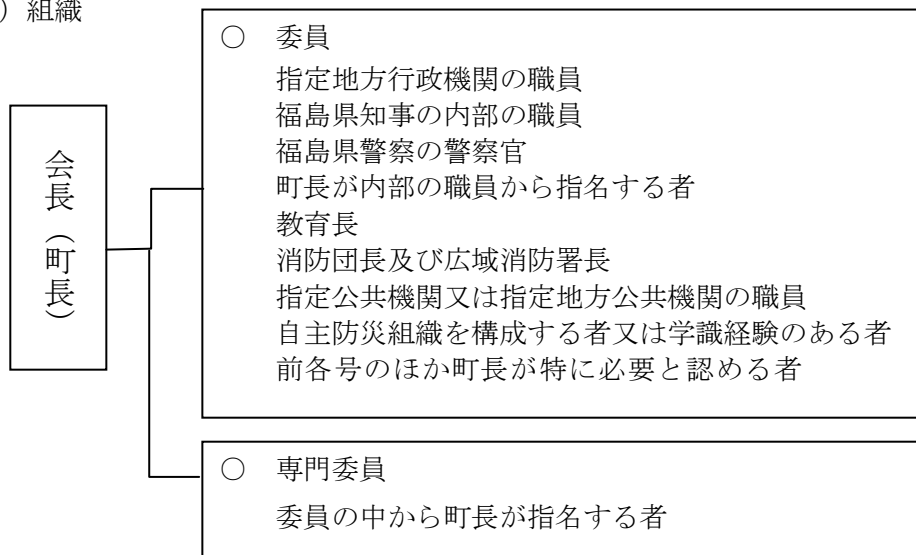 ）組織
会長（町長）
○　委員
指定地方行政機関の職員
福島県知事の内部の職員
福島県警察の警察官
町長が内部の職員から指名する者
教育長
消防団長及び広域消防署長
指定公共機関又は指定地方公共機関の職員
自主防災組織を構成する者又は学識経験のある者
前各号のほか町長が特に必要と認める者
○　専門委員
委員の中から町長が指名する者